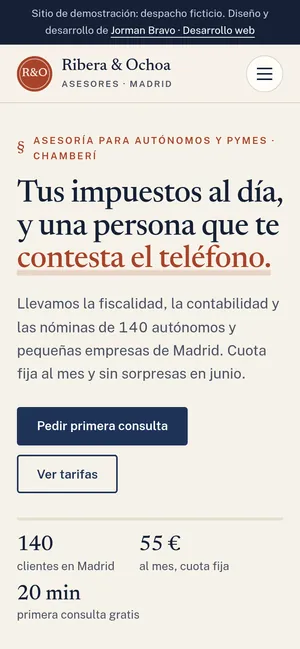 Sitio de demostración: despacho ficticio. Diseño y
desarrollo de Jorman Bravo · Desarrollo web
R&O
Ribera & Ochoa
ASESORES · MADRID
§
ASESORÍA PARA AUTÓNOMOS Y PYMES ·
CHAMBERÍ
Tus impuestos al día,
y una persona que te
contesta el teléfono.
Llevamos la fiscalidad, la contabilidad y
las nóminas de 140 autónomos y
pequeñas empresas de Madrid. Cuota
fija al mes y sin sorpresas en junio.
Pedir primera consulta
Ver tarifas
140
clientes en Madrid
55 €
al mes, cuota fija
20 min
primera consulta gratis